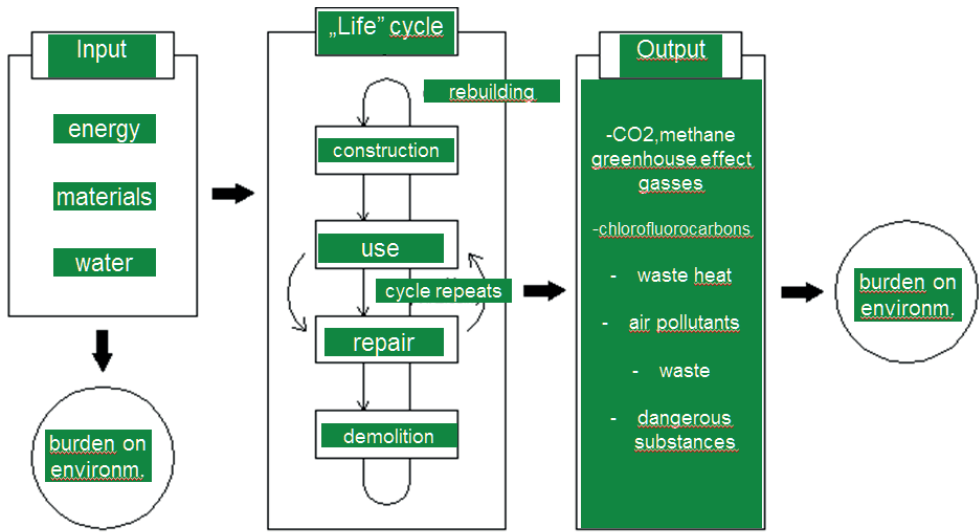 Input
energy
materials
water
burden on
environm.
„Life” cycle
rebuilding
construction
use
cycle repeats
repair
demolition
Output
-CO2,methane
greenhouse effect
gasses
-chlorofluorocarbons
- waste heat
- air pollutants
- waste
- dangerous
substances
burden on
environm.